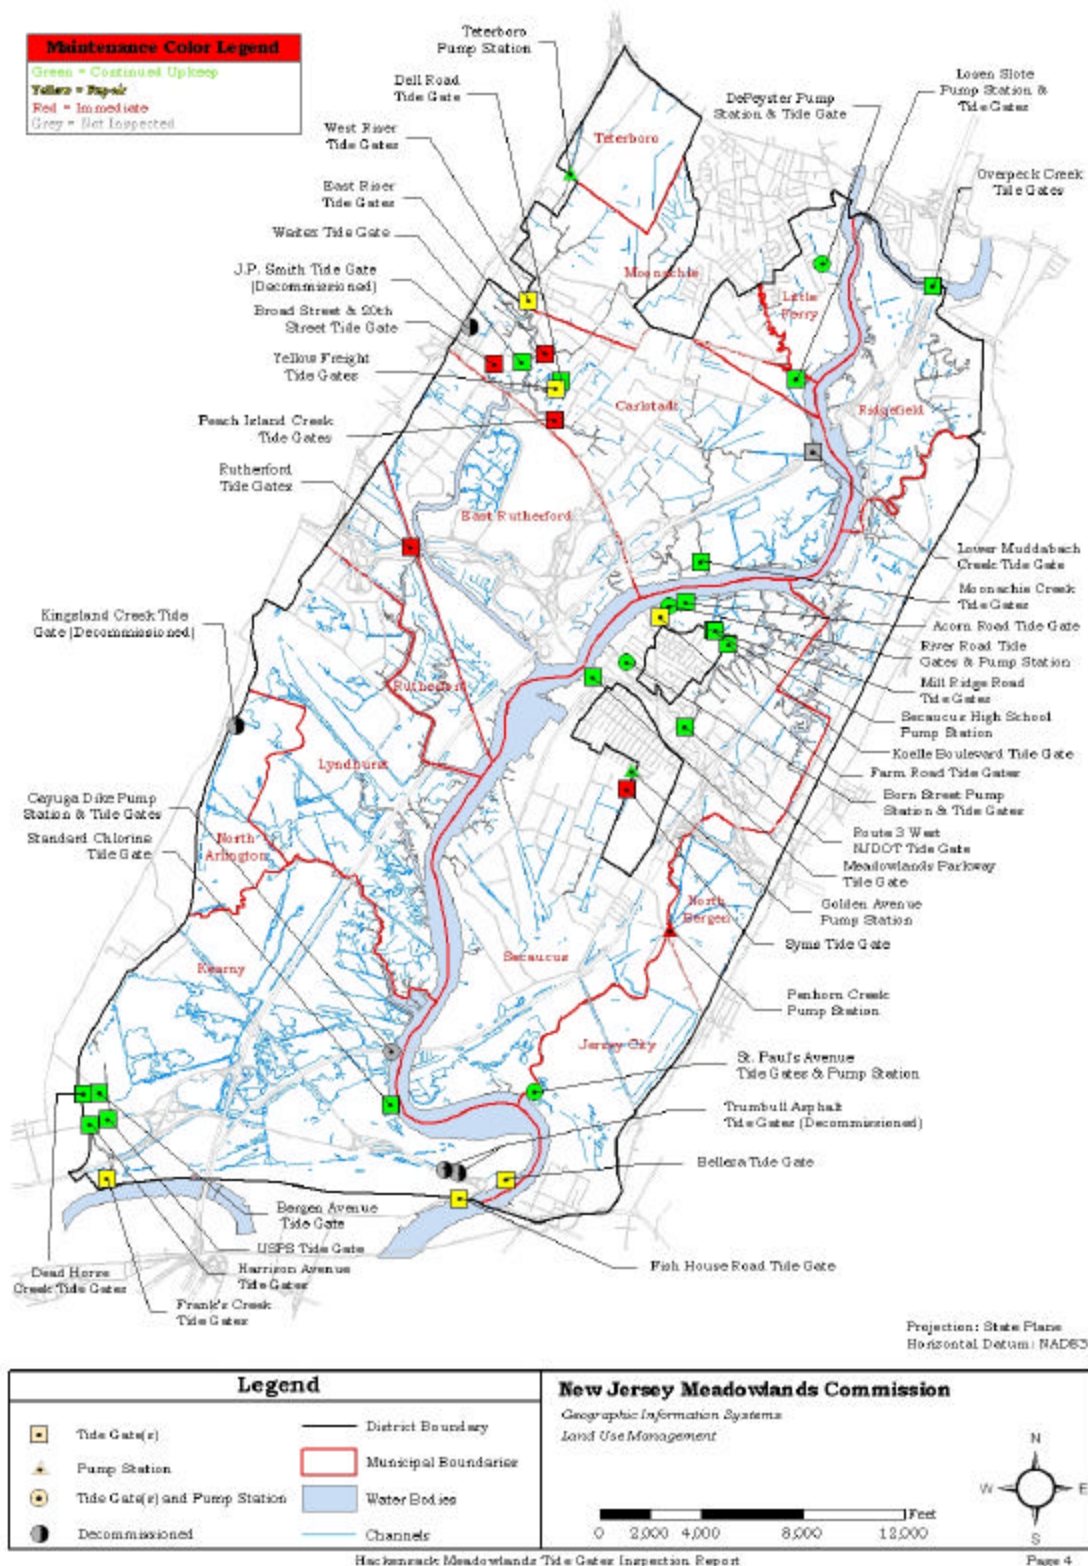 Maintenance Color Legend
Green = Continued Upkeep
Yellow = Repair
Red = Immediate
Grey = Not Inspected
Teterboro
Pump Station
Dell Road
Tide Gate
West River
Tide Gates
East Riser
Tide Gates
Waitex Tide Gate
J.P. Smith Tide Gate
(Decommissioned)
Broad Street & 20th
Street Tide Gate
Yellow Freight
Tide Gates
Peach Island Creek
Tide Gates
Rutherford
Tide Gates
Kingsland Creek Tide
Gate (Decommissioned)
Cayuga Dike Pump
Station & Tide Gates
Standard Chlorine
Tide Gate
DePeyster Pump
Station & Tide Gate
Losen Slote
Pump Station &
Tide Gates
Overpeck Creek
Tide Gates
Teterboro
Moonachie
Little
Ferry
Carlstadt
Ridgefield
East Rutherford
Rutherford
Lyndhurst
North
Arlington
Kearny
Secaucus
North
Bergen
Jersey City
Lower Muddabach
Creek Tide Gate
Moonachie Creek
Tide Gates
Acorn Road Tide Gate
River Road Tide
Gates & Pump Station
Mill Ridge Road
Tide Gates
Secaucus High School
Pump Station
Koelle Boulevard Tide Gate
Farm Road Tide Gates
Born Street Pump
Station & Tide Gates
Route 3 West
NJDOT Tide Gate
Meadowlands Parkway
Tide Gate
Golden Avenue
Pump Station
Syms Tide Gate
Penhorn Creek
Pump Station
St. Paul's Avenue
Tide Gates & Pump Station
Trumbull Asphalt
Tide Gates (Decommissioned)
Bellera Tide Gate
Fish House Road Tide Gate
Bergen Avenue
Tide Gate
USPS Tide Gate
Harrison Avenue
Tide Gates
Dead Horse
Creek Tide Gates
Frank's Creek
Tide Gates
Projection: State Plane
Horizontal Datum: NAD83
Legend
Tide Gate(s)
Pump Station
Tide Gate(s) and Pump Station
Decommissioned
District Boundary
Municipal Boundaries
Water Bodies
Channels
New Jersey Meadowlands Commission
Geographic Information Systems
Land Use Management
N
W
E
S
Feet
0 2,000 4,000 8,000 12,000
Hackensack Meadowlands Tide Gates Inspection Report
Page 4